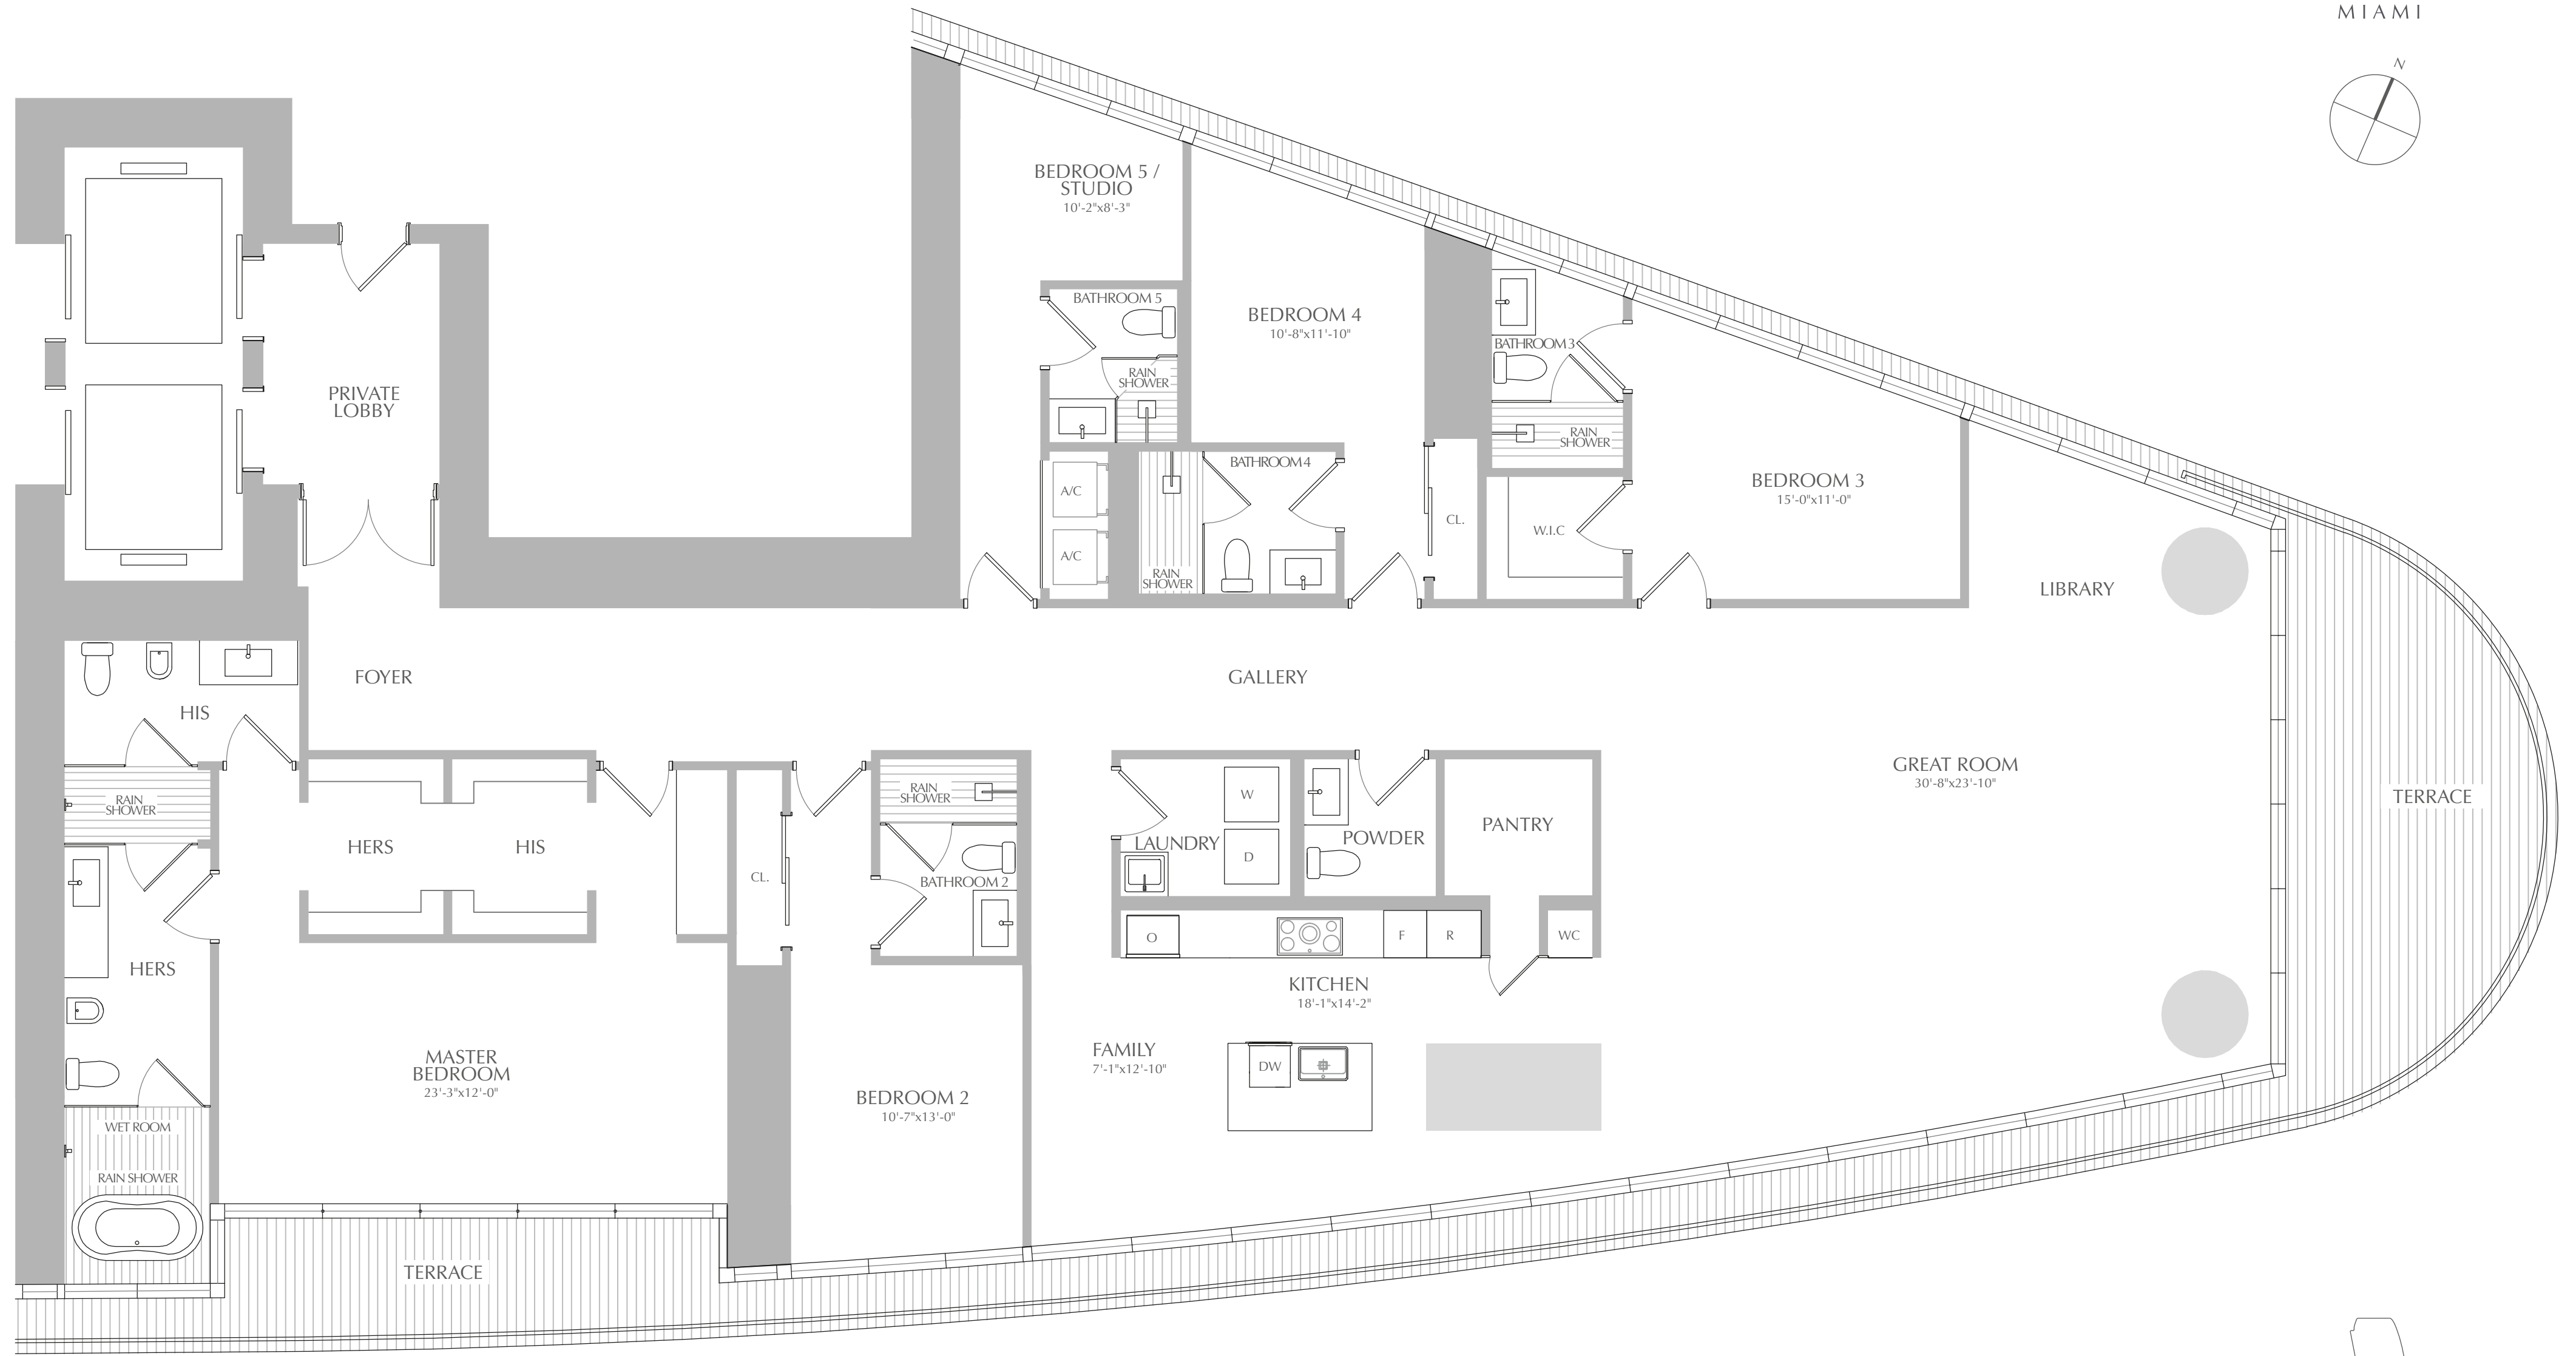 MIAMI
N
BEDROOM 5 /
STUDIO
10'-2"x8'-3"
BATHROOM 5
RAIN
SHOWER
BEDROOM 4
10'-8"x11'-10"
BATHROOM 3
RAIN
SHOWER
PRIVATE
LOBBY
A/C
A/C
BATHROOM 4
RAIN
SHOWER
CL.
W.I.C
BEDROOM 3
15'-0"x11'-0"
LIBRARY
FOYER
GALLERY
HIS
RAIN
SHOWER
HERS
HIS
CL.
RAIN
SHOWER
BATHROOM 2
LAUNDRY
W
D
POWDER
PANTRY
GREAT ROOM
30'-8"x23'-10"
TERRACE
O
F
R
WC
HERS
KITCHEN
18'-1"x14'-2"
MASTER
BEDROOM
23'-3"x12'-0"
BEDROOM 2
10'-7"x13'-0"
FAMILY
7'-1"x12'-10"
DW
WET ROOM
RAIN SHOWER
TERRACE